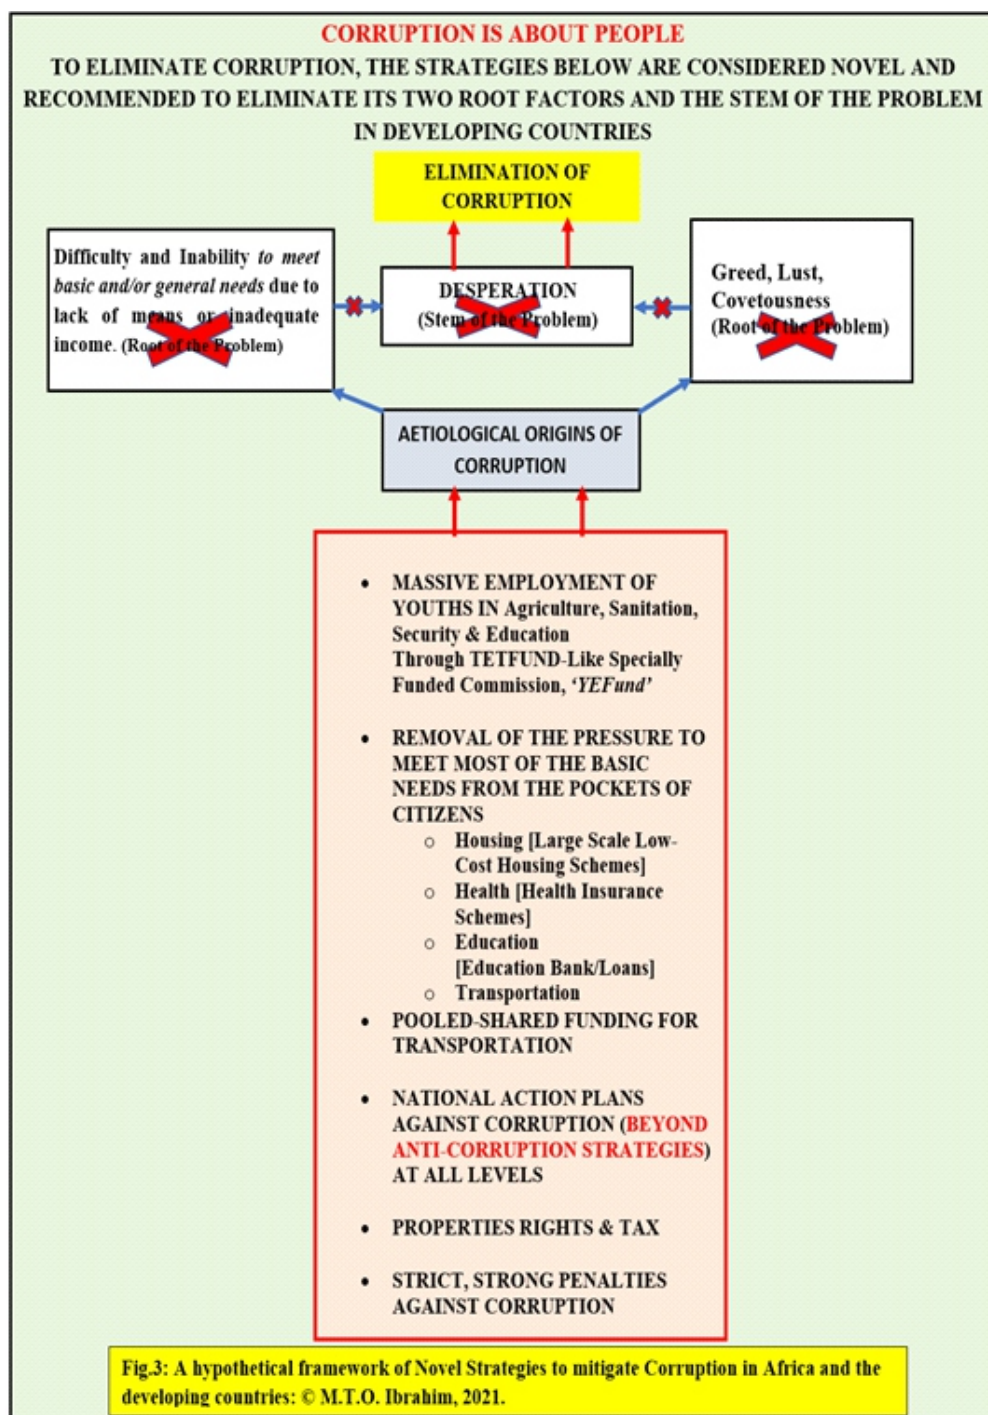 CORRUPTION IS ABOUT PEOPLE
TO ELIMINATE CORRUPTION, THE STRATEGIES BELOW ARE CONSIDERED NOVEL AND
RECOMMENDED TO ELIMINATE ITS TWO ROOT FACTORS AND THE STEM OF THE PROBLEM
IN DEVELOPING COUNTRIES
ELIMINATION OF
CORRUPTION
Difficulty and Inability to meet
basic and/or general needs due to
lack of means or inadequate
income. (Root of the Problem)
DESPERATION
(Stem of the Problem)
Greed, Lust,
Covetousness
(Root of the Problem)
AETIOLOGICAL ORIGINS OF
CORRUPTION
• MASSIVE EMPLOYMENT OF
YOUTHS IN Agriculture, Sanitation,
Security & Education
Through TETFUND-Like Specially
Funded Commission, ‘YEFund’
• REMOVAL OF THE PRESSURE TO
MEET MOST OF THE BASIC
NEEDS FROM THE POCKETS OF
CITIZENS
o Housing [Large Scale Low-
Cost Housing Schemes]
o Health [Health Insurance
Schemes]
o Education
[Education Bank/Loans]
o Transportation
• POOLED-SHARED FUNDING FOR
TRANSPORTATION
• NATIONAL ACTION PLANS
AGAINST CORRUPTION (BEYOND
ANTI-CORRUPTION STRATEGIES)
AT ALL LEVELS
• PROPERTIES RIGHTS & TAX
• STRICT, STRONG PENALTIES
AGAINST CORRUPTION
Fig.3: A hypothetical framework of Novel Strategies to mitigate Corruption in Africa and the
developing countries: © M.T.O. Ibrahim, 2021.